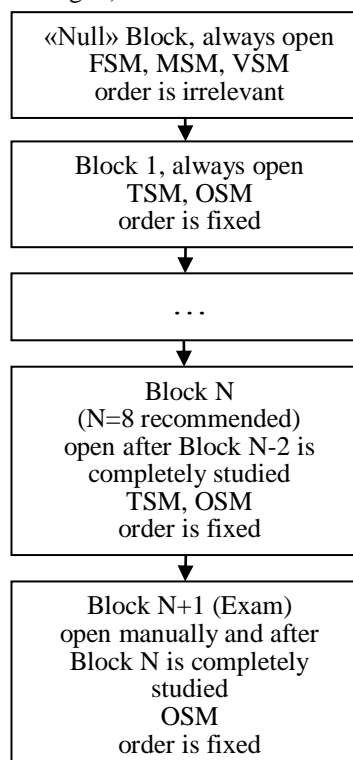 «Null» Block, always open
FSM, MSM, VSM
order is irrelevant
Block 1, always open
TSM, OSM
order is fixed
…
Block N
(N=8 recommended)
open after Block N-2 is
completely studied
TSM, OSM
order is fixed
Block N+1 (Exam)
open manually and after
Block N is completely
studied
OSM
order is fixed